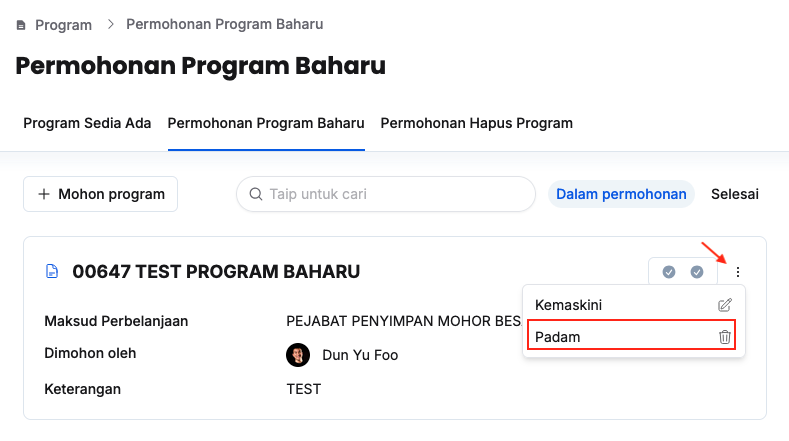 Program > Permohonan Program Baharu
Permohonan Program Baharu
Program Sedia Ada Permohonan Program Baharu Permohonan Hapus Program
+ Mohon program Taip untuk cari Dalam permohonan Selesai
00647 TEST PROGRAM BAHARU
Kemaskini
Maksud Perbelanjaan PEJABAT PENYIMPAN MOHOR BES
Padam
Dimohon oleh Dun Yu Foo
Keterangan TEST